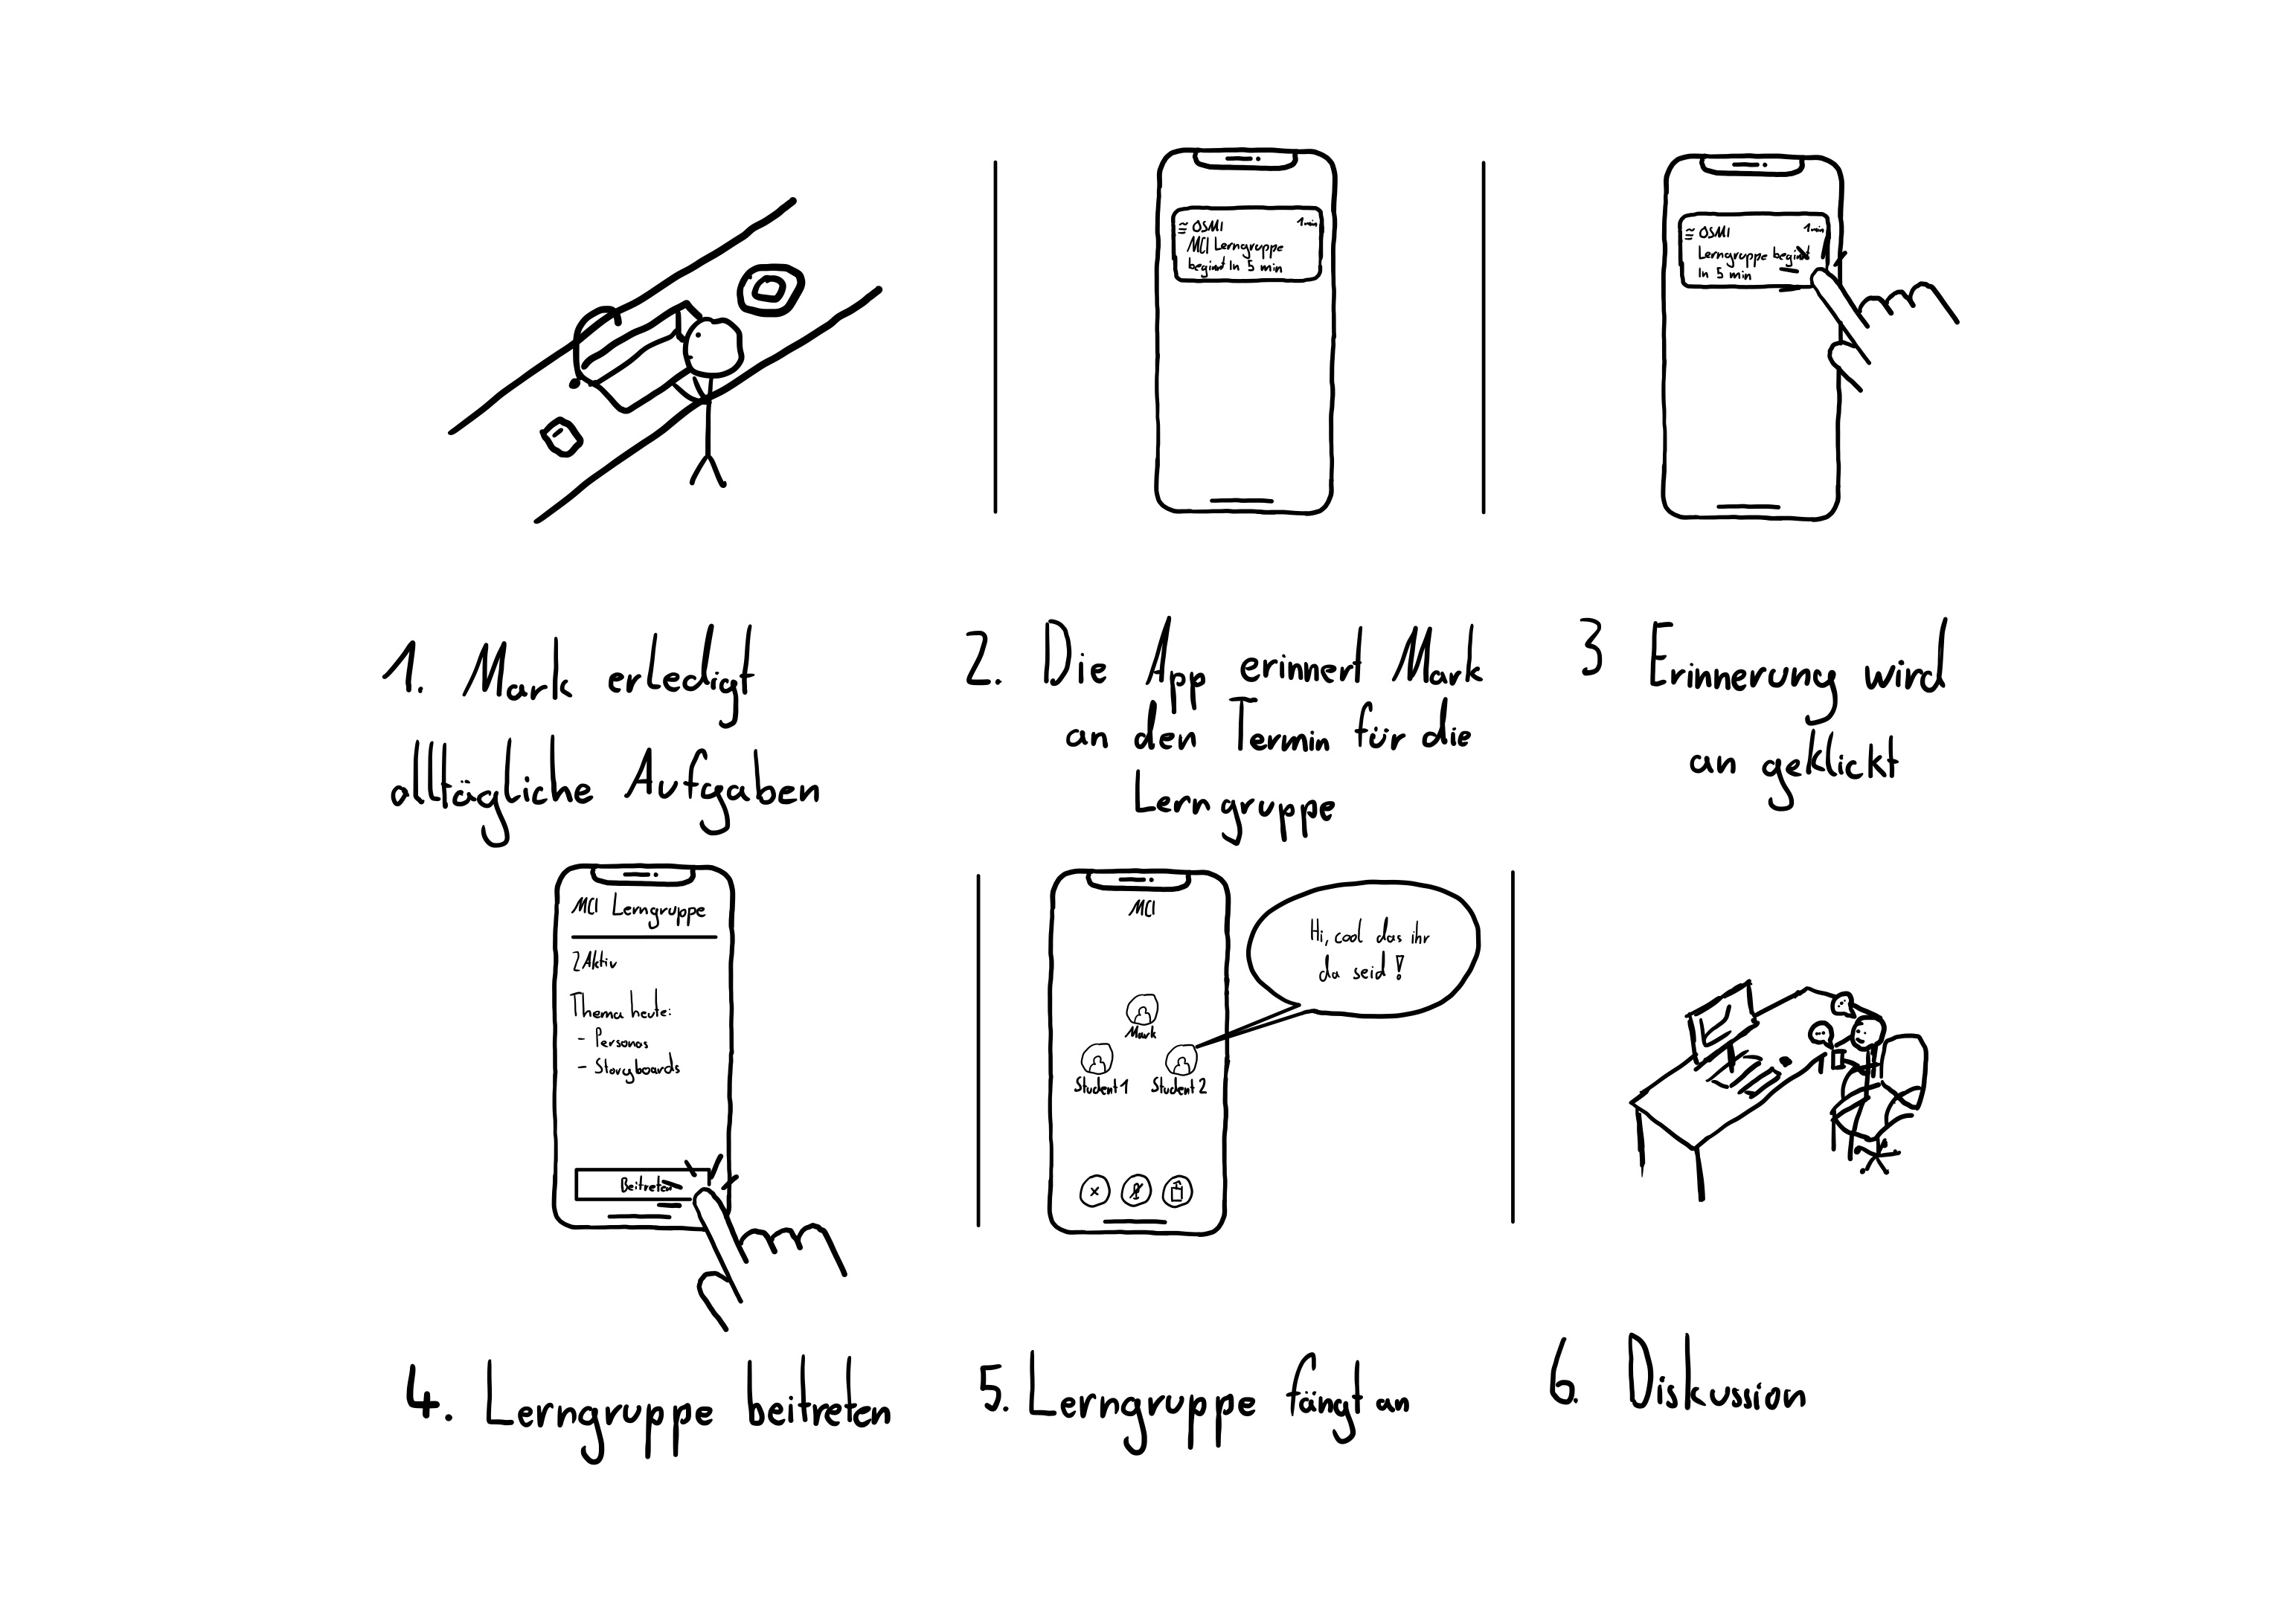 OSMI 1 min
MCI Lerngruppe
beginnt In 5 min
OSMI 1 min
Lerngruppe beginnt
In 5 min
1. Mark erledigt
alltägliche Aufgaben
2. Die App erinnert Mark
an den Termin für die
Lerngruppe
3 Erinnerung wird
an geklickt
MCI Lerngruppe
2 Aktiv
Thema heute:
- Personas
- Storyboards
Beitreten
MCI
Hi, cool das ihr
da seid!
Mark
Student 1
Student 2
4. Lerngruppe beitreten
5. Lerngruppe fängt an
6. Diskussion